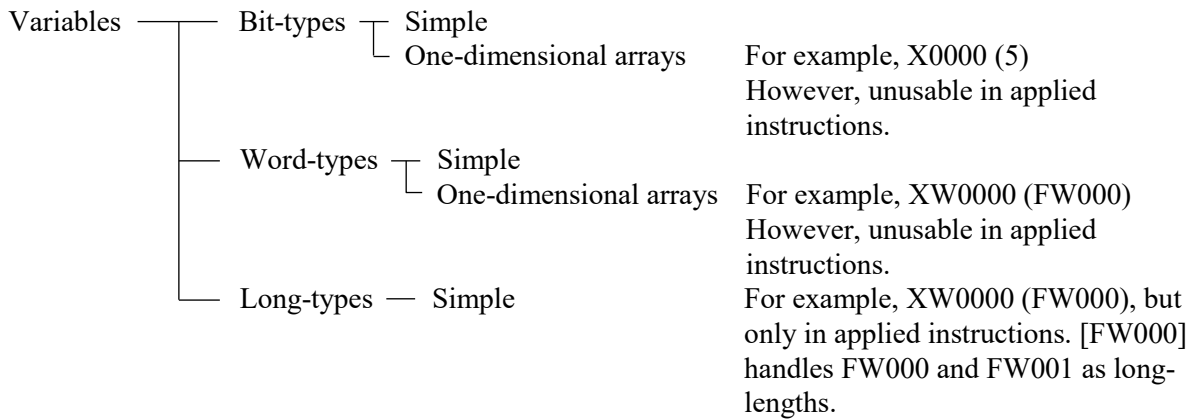 Variables Bit-types Simple
One-dimensional arrays For example, X0000 (5)
However, unusable in applied
instructions.
Word-types Simple
One-dimensional arrays For example, XW0000 (FW000)
However, unusable in applied
instructions.
Long-types Simple For example, XW0000 (FW000), but
only in applied instructions. [FW000]
handles FW000 and FW001 as long-
lengths.